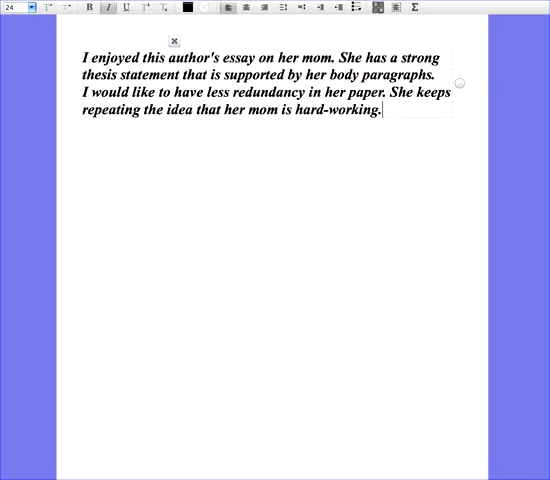 24
B I U T T
I enjoyed this author's essay on her mom. She has a strong
thesis statement that is supported by her body paragraphs.
I would like to have less redundancy in her paper. She keeps
repeating the idea that her mom is hard-working.